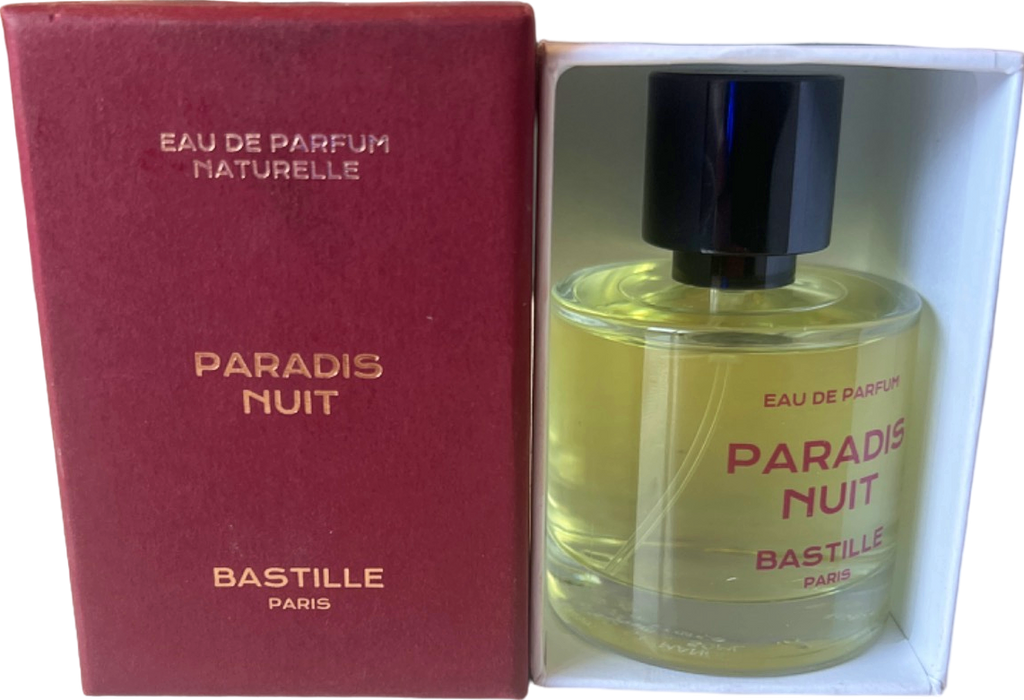 EAU DE PARFUM
NATURELLE
PARADIS
NUIT
BASTILLE
PARIS
EAU DE PARFUM
PARADIS
NUIT
BASTILLE
PARIS